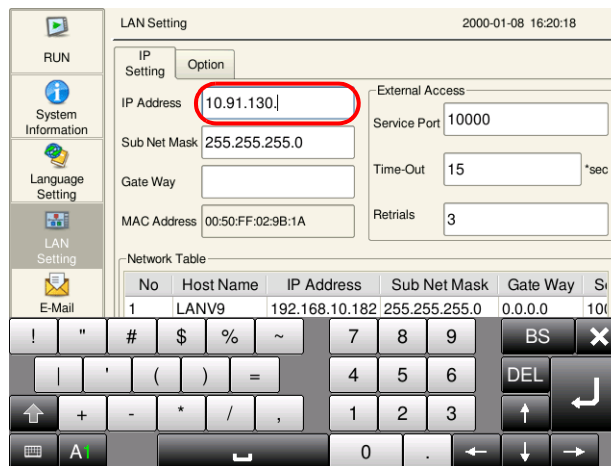 LAN Setting 2000-01-08 16:20:18
RUN
System
Information
Language
Setting
LAN
Setting
E-Mail
IP
Setting
Option
IP Address 10.91.130.
Sub Net Mask 255.255.255.0
Gate Way
MAC Address 00:50:FF:02:9B:1A
External Access
Service Port 10000
Time-Out 15 *sec
Retrials 3
Network Table
No Host Name IP Address Sub Net Mask Gate Way
1 LANV9 192.168.10.182 255.255.255.0 0.0.0.0
! " # $ % ~ 7 8 9 BS
| ' ( ) = 4 5 6 DEL
+ - * / , 1 2 3
A1 0 .